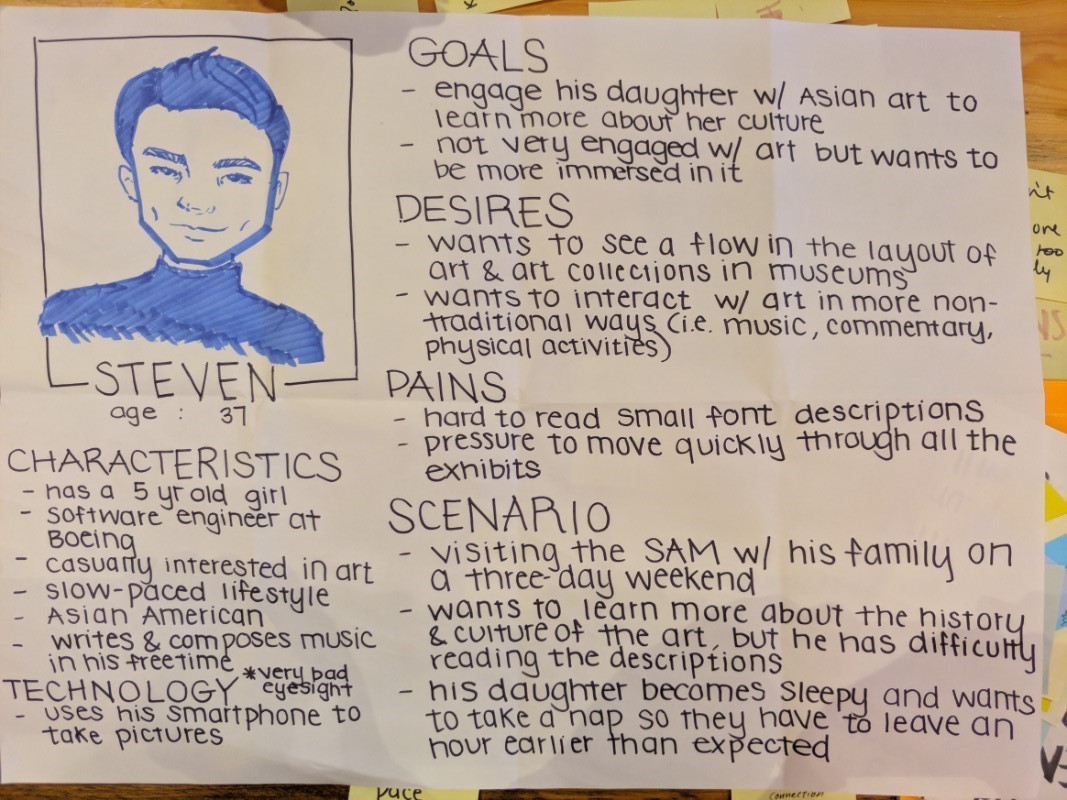 STEVEN
age : 37
CHARACTERISTICS
- has a 5 yr old girl
- software engineer at
Boeing
- casually interested in art
- slow-paced lifestyle
- Asian American
- writes & composes music
in his freetime
*very bad
eyesight
TECHNOLOGY
- uses his smartphone to
take pictures
GOALS
- engage his daughter w/ Asian art to
learn more about her culture
- not very engaged w/ art but wants to
be more immersed in it
DESIRES
- wants to see a flow in the layout of
art & art collections in museums
- wants to interact w/ art in more non-
traditional ways (i.e. music, commentary,
physical activities)
PAINS
- hard to read small font descriptions
- pressure to move quickly through all the
exhibits
SCENARIO
- visiting the SAM w/ his family on
a three-day weekend
- wants to learn more about the history
& culture of the art, but he has difficulty
reading the descriptions
- his daughter becomes sleepy and wants
to take a nap so they have to leave an
hour earlier than expected
pace
connection